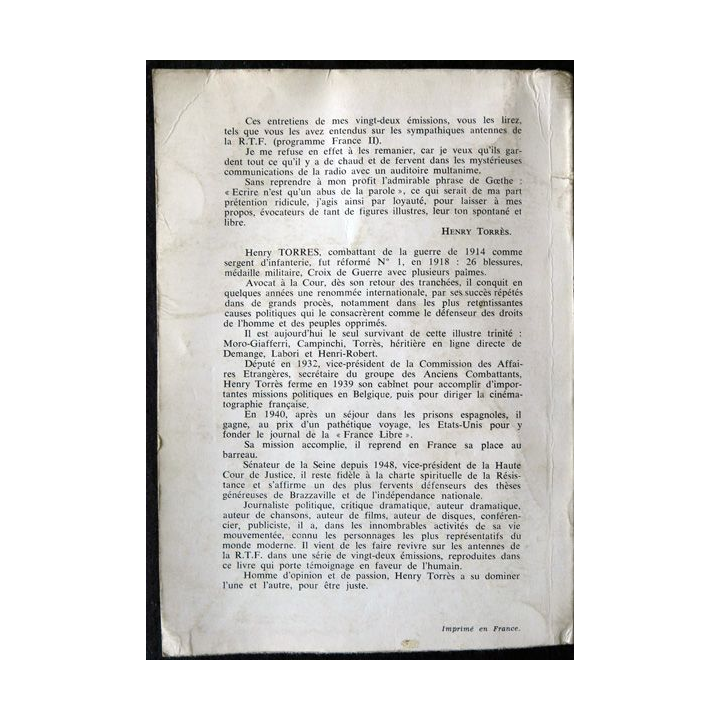 Ces entretiens de mes vingt-deux émissions, vous les lirez,
tels que vous les avez entendus sur les sympathiques antennes de
la R.T.F. (programme France II).
Je me refuse en effet à les remanier, car je veux qu'ils gar-
dent tout ce qu'il y a de chaud et de fervent dans les mystérieuses
communications de la radio avec un auditoire multanime.
Sans reprendre à mon profit l'admirable phrase de Gœthe :
« Ecrire n'est qu'un abus de la parole », ce qui serait de ma part
prétention ridicule, j'agis ainsi par loyauté, pour laisser à mes
propos, évocateurs de tant de figures illustres, leur ton spontané et
libre.
HENRY TORRÈS.
Henry TORRES, combattant de la guerre de 1914 comme
sergent d'infanterie, fut réformé N° 1, en 1918 : 26 blessures,
médaille militaire, Croix de Guerre avec plusieurs palmes.
Avocat à la Cour, dès son retour des tranchées, il conquit en
quelques années une renommée internationale, par ses succès répétés
dans de grands procès, notamment dans les plus retentissantes
causes politiques qui le consacrèrent comme le défenseur des droits
de l'homme et des peuples opprimés.
Il est aujourd'hui le seul survivant de cette illustre trinité :
Moro-Giafferri, Campinchi, Torrès, héritière en ligne directe de
Demange, Labori et Henri-Robert.
Député en 1932, vice-président de la Commission des Affai-
res Etrangères, secrétaire du groupe des Anciens Combattants,
Henry Torrès ferme en 1939 son cabinet pour accomplir d'impor-
tantes missions politiques en Belgique, puis pour diriger la cinéma-
tographie française.
En 1940, après un séjour dans les prisons espagnoles, il
gagne, au prix d'un pathétique voyage, les Etats-Unis pour y
fonder le journal de la « France Libre ».
Sa mission accomplie, il reprend en France sa place au
barreau.
Sénateur de la Seine depuis 1948, vice-président de la Haute
Cour de Justice, il reste fidèle à la charte spirituelle de la Résis-
tance et s'affirme un des plus fervents défenseurs des thèses
généreuses de Brazzaville et de l'indépendance nationale.
Journaliste politique, critique dramatique, auteur dramatique,
auteur de chansons, auteur de films, auteur de disques, conféren-
cier, publiciste, il a, dans les innombrables activités de sa vie
mouvementée, connu les personnages les plus représentatifs du
monde moderne. Il vient de les faire revivre sur les antennes de
la R.T.F. dans une série de vingt-deux émissions, reproduites dans
ce livre qui porte témoignage en faveur de l'humain.
Homme d'opinion et de passion, Henry Torrès a su dominer
l'une et l'autre, pour être juste.
Imprimé en France.